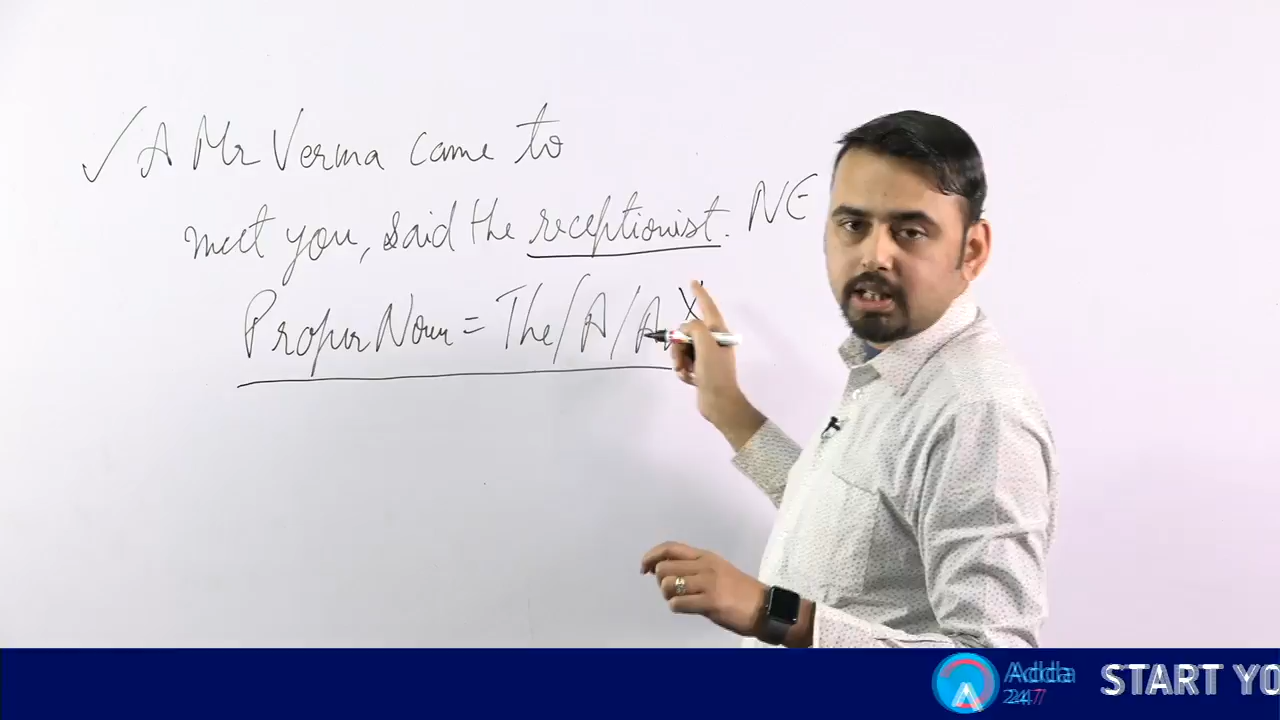 ✓ A Mr Verma came to
meet you, said the receptionist. NE
Proper Noun = The/A/An X
Adda
247
START YO